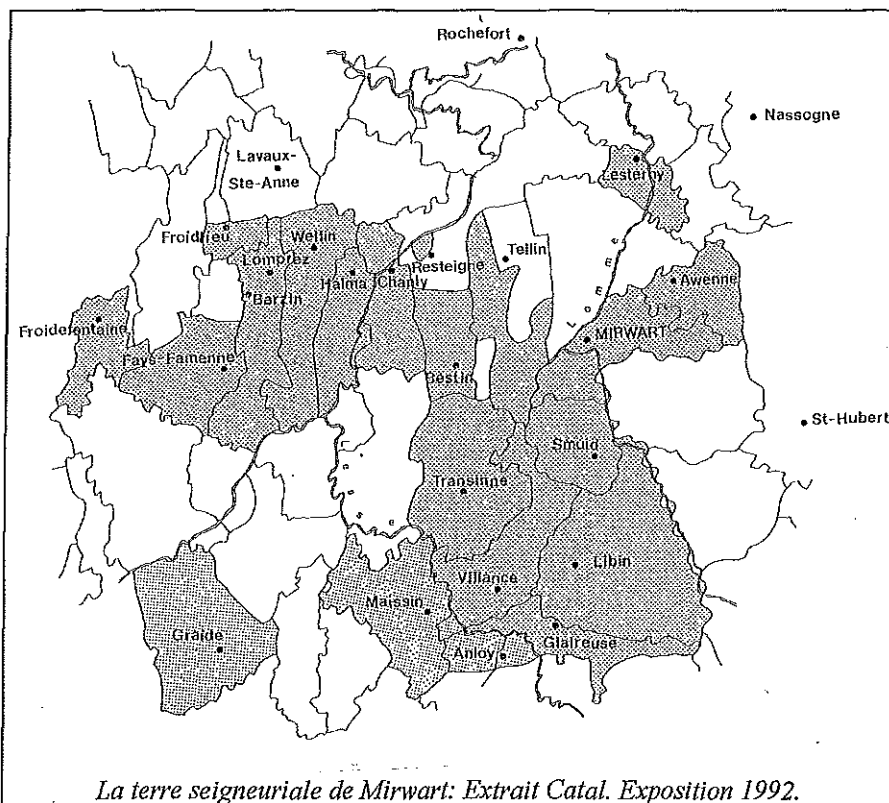 Rochefort
Nassogne
Lavaux-
Ste-Anne
Lesterny
Froidlieu
Wellin
Tellin
Resteigne
Lomprez
Halma
Chanly
Awenne
Barzin
LOMME
Froidefontaine
MIRWART
Fays-Famenne
Bestin
St-Hubert
Smuid
Transinne
Libin
Villance
Maissin
Graide
Glaireuse
Anloy
La terre seigneuriale de Mirwart: Extrait Catal. Exposition 1992.